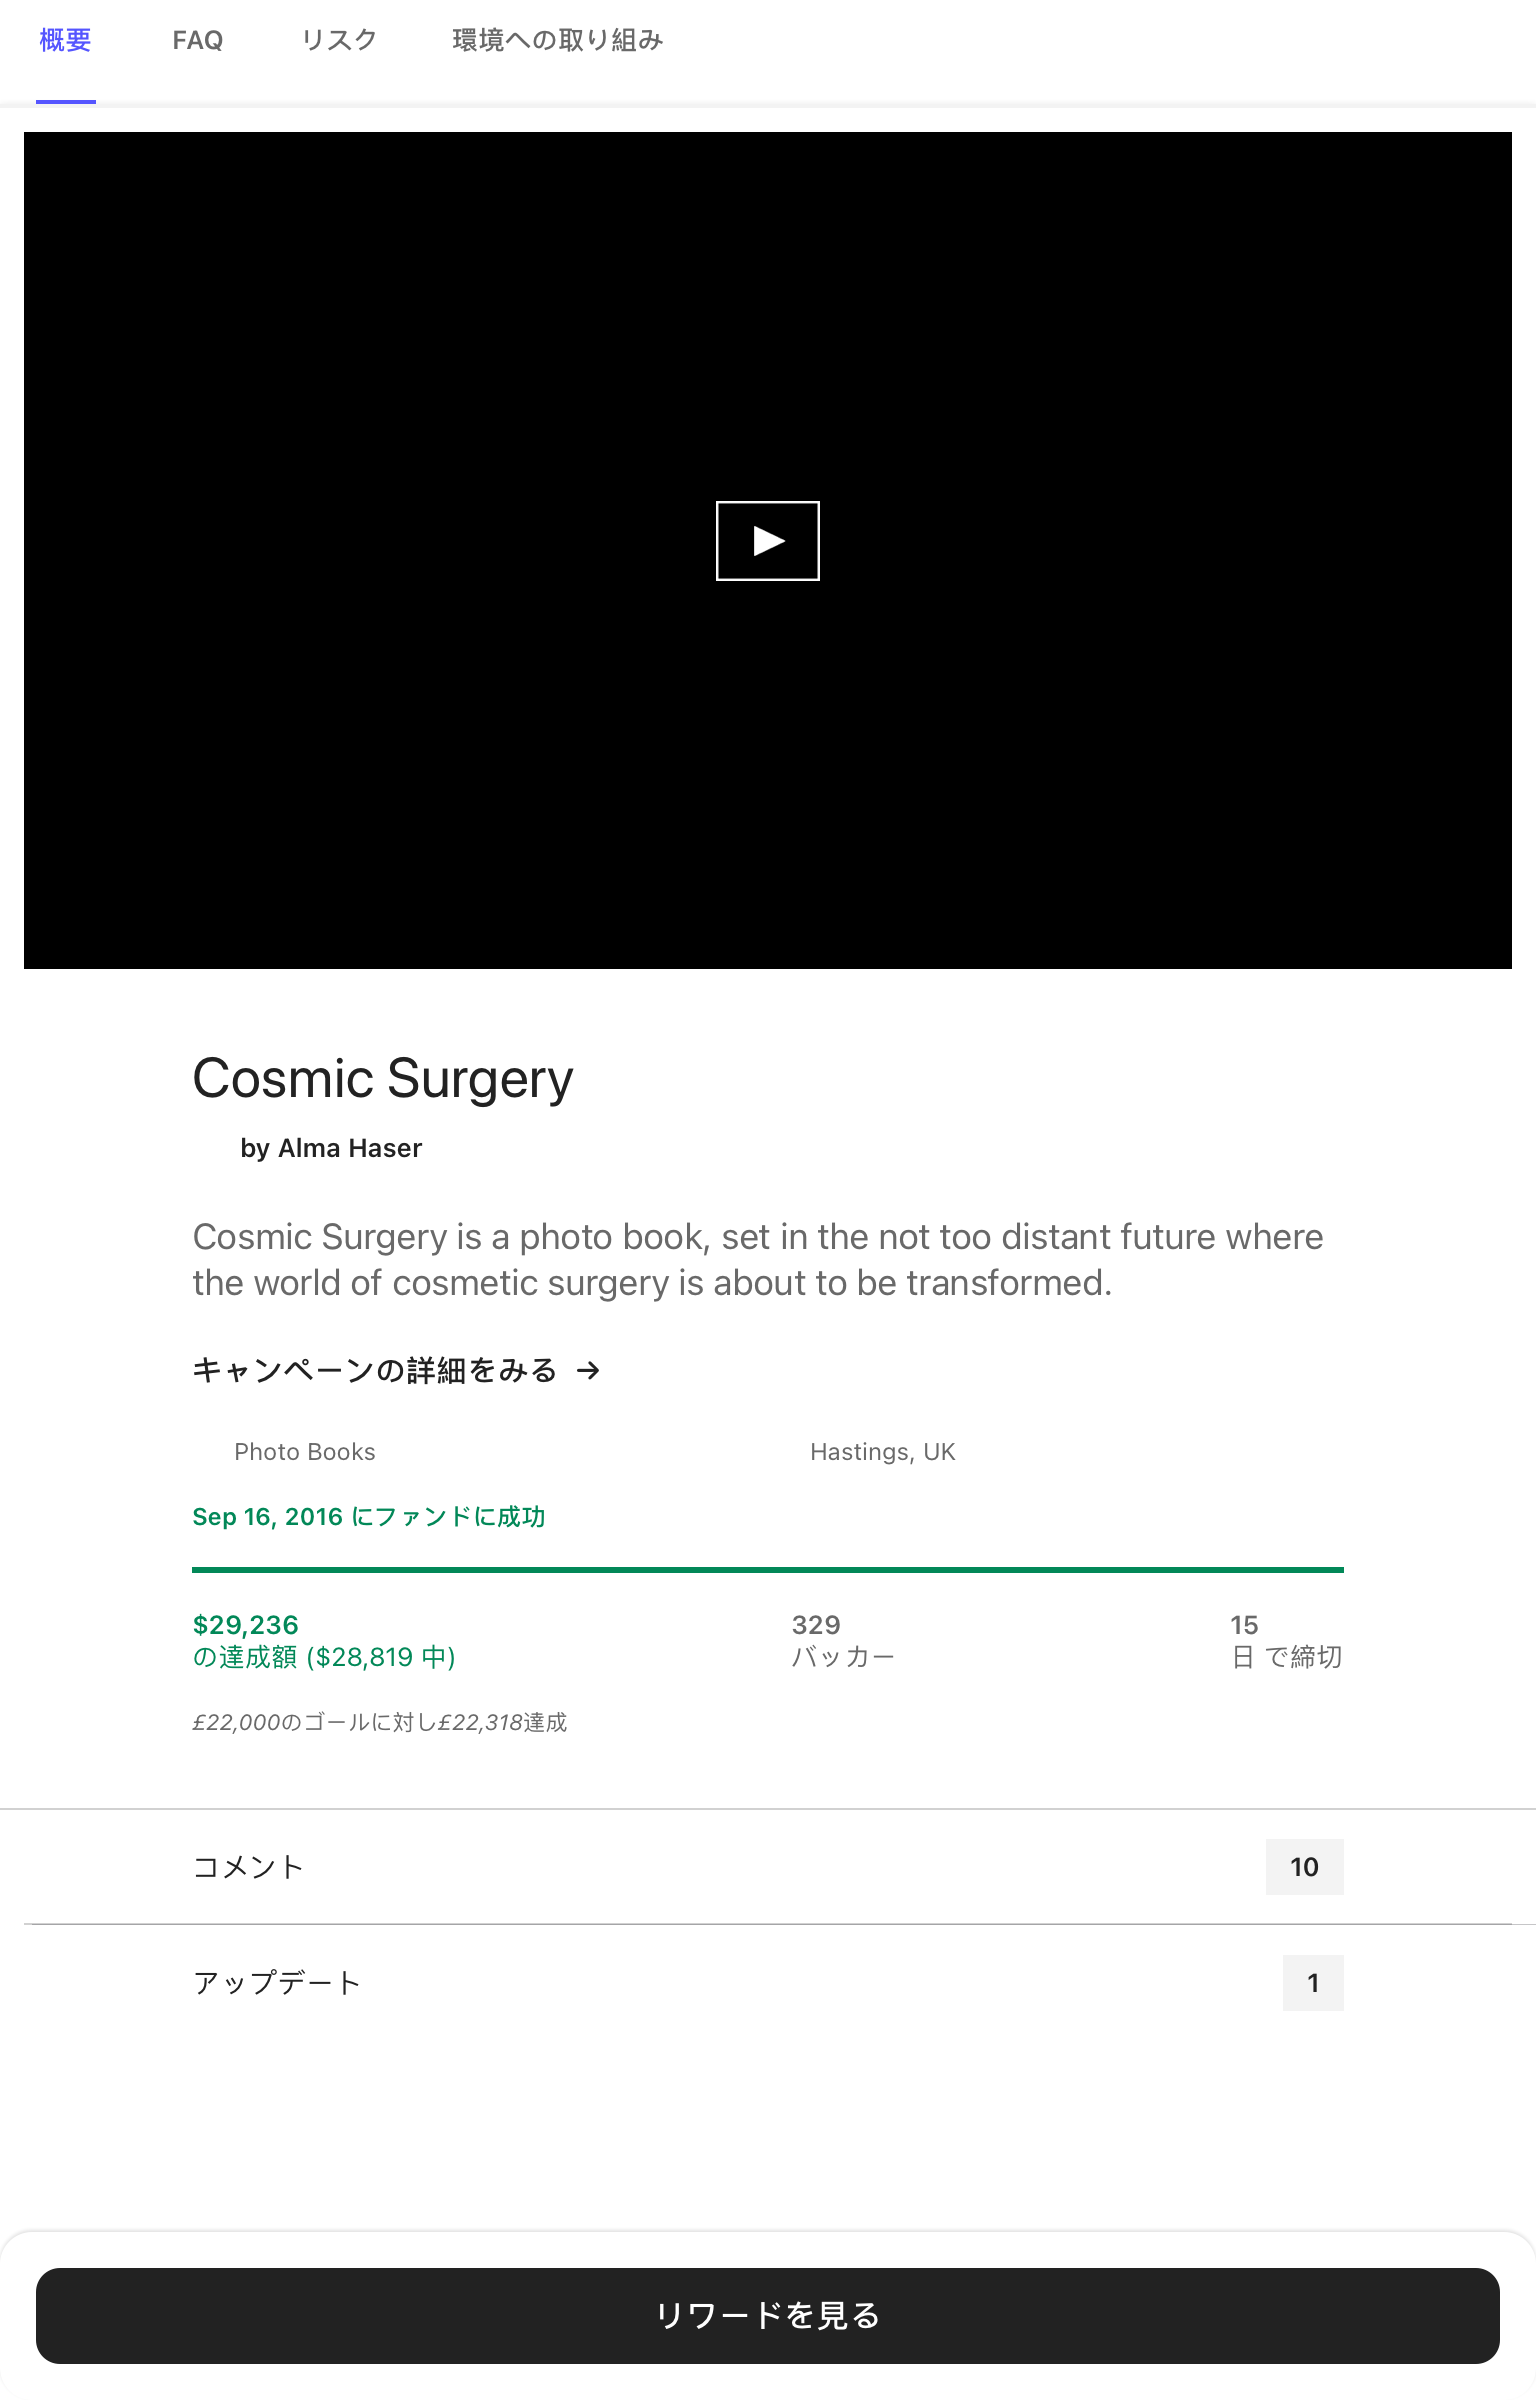 概要 FAQ リスク 環境への取り組み
Cosmic Surgery
by Alma Haser
Cosmic Surgery is a photo book, set in the not too distant future where
the world of cosmetic surgery is about to be transformed.
キャンペーンの詳細をみる →
Photo Books Hastings, UK
Sep 16, 2016 にファンドに成功
$29,236 329 15
の達成額 ($28,819 中) バッカー 日 で締切
£22,000のゴールに対し£22,318達成
コメント 10
アップデート 1
リワードを見る